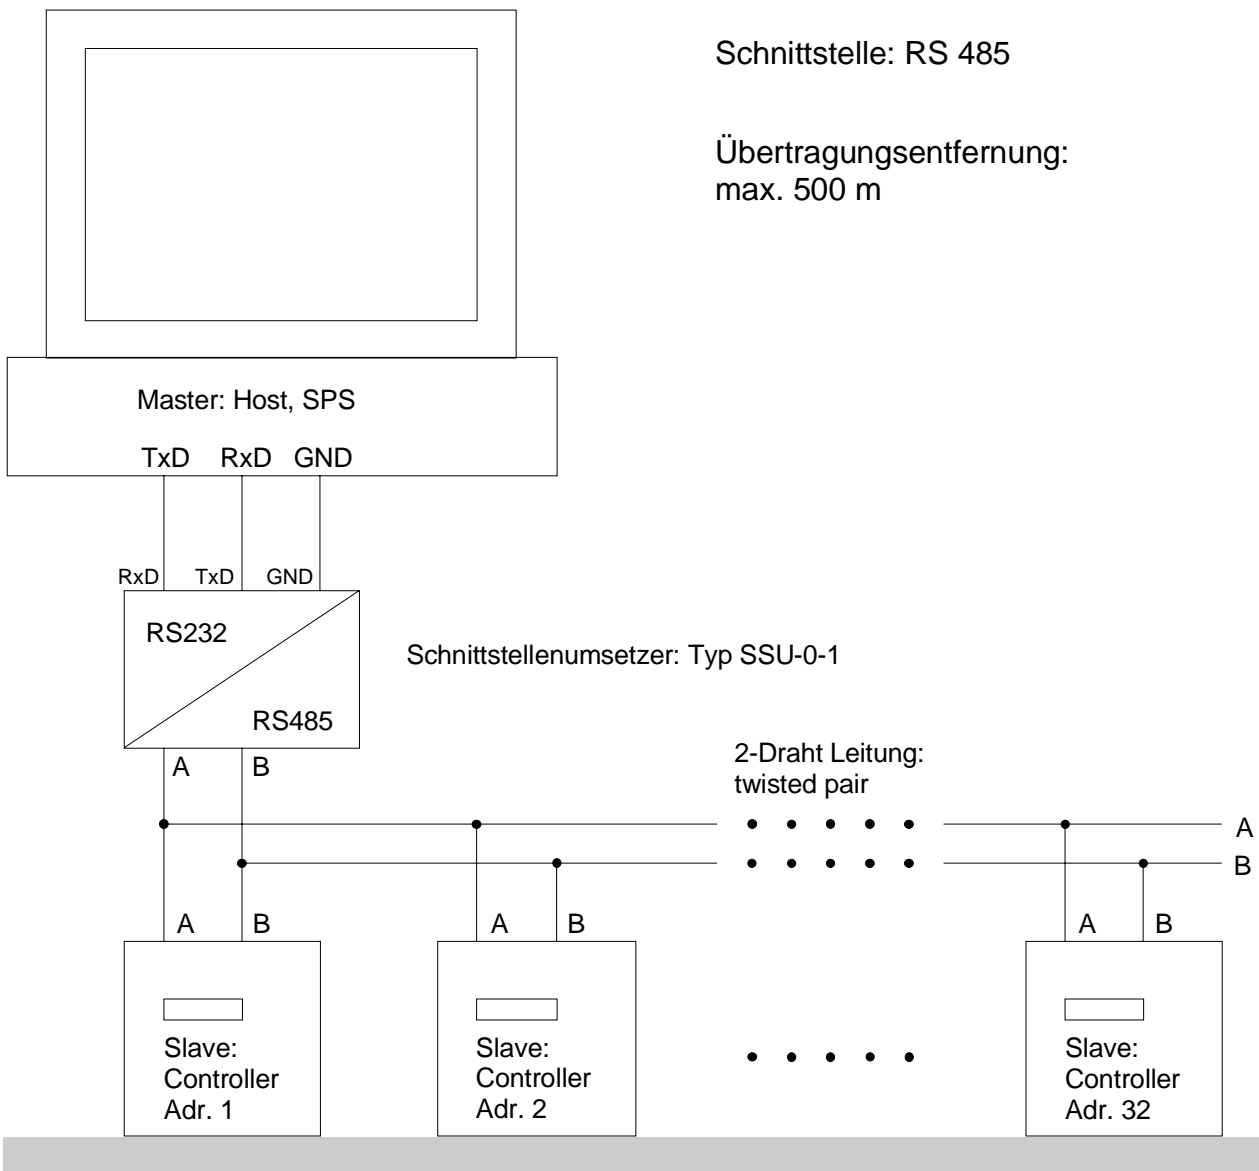 Schnittstelle: RS 485
Übertragungsentfernung:
max. 500 m
Master: Host, SPS
TxD RxD GND
RxD TxD GND
RS232
Schnittstellenumsetzer: Typ SSU-0-1
RS485
A B
2-Draht Leitung:
twisted pair
A
B
A B A B A B
Slave:
Controller
Adr. 1
Slave:
Controller
Adr. 2
Slave:
Controller
Adr. 32